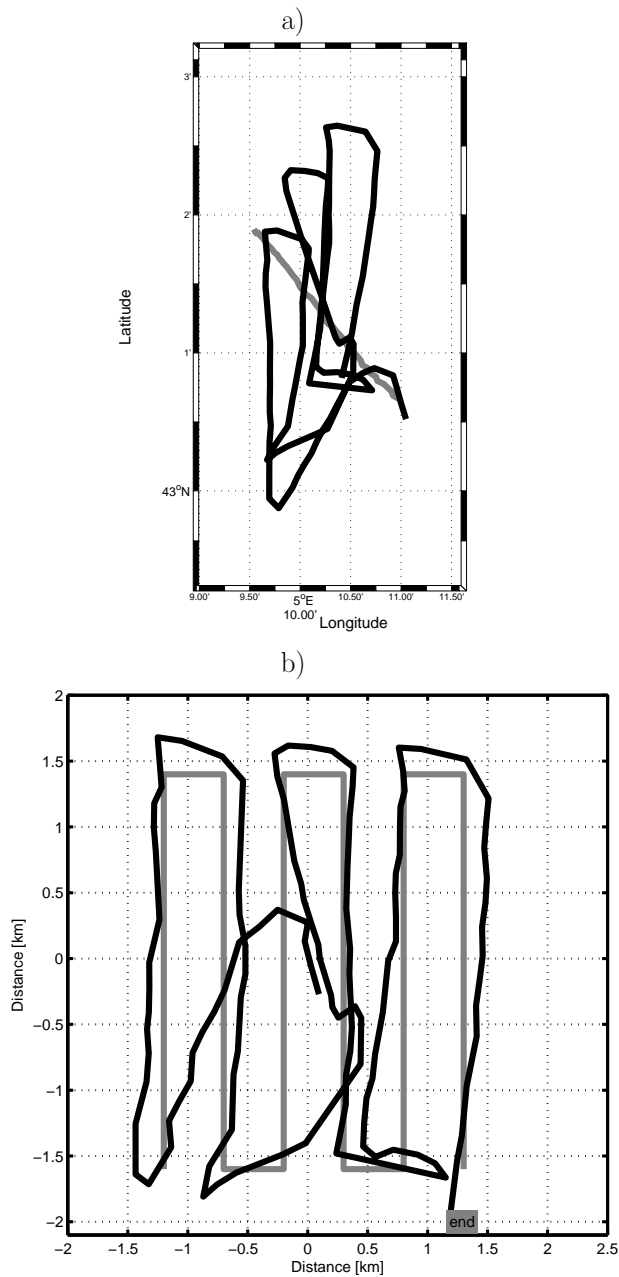 a)
3'
2'
Latitude
1'
43°N
9.00' 9.50' 5°E 10.50' 11.00' 11.50'
10.00' Longitude
b)
2
1.5
1
0.5
0
−0.5
−1
−1.5
−2
Distance [km]
end
−2 −1.5 −1 −0.5 0 0.5 1 1.5 2 2.5
Distance [km]